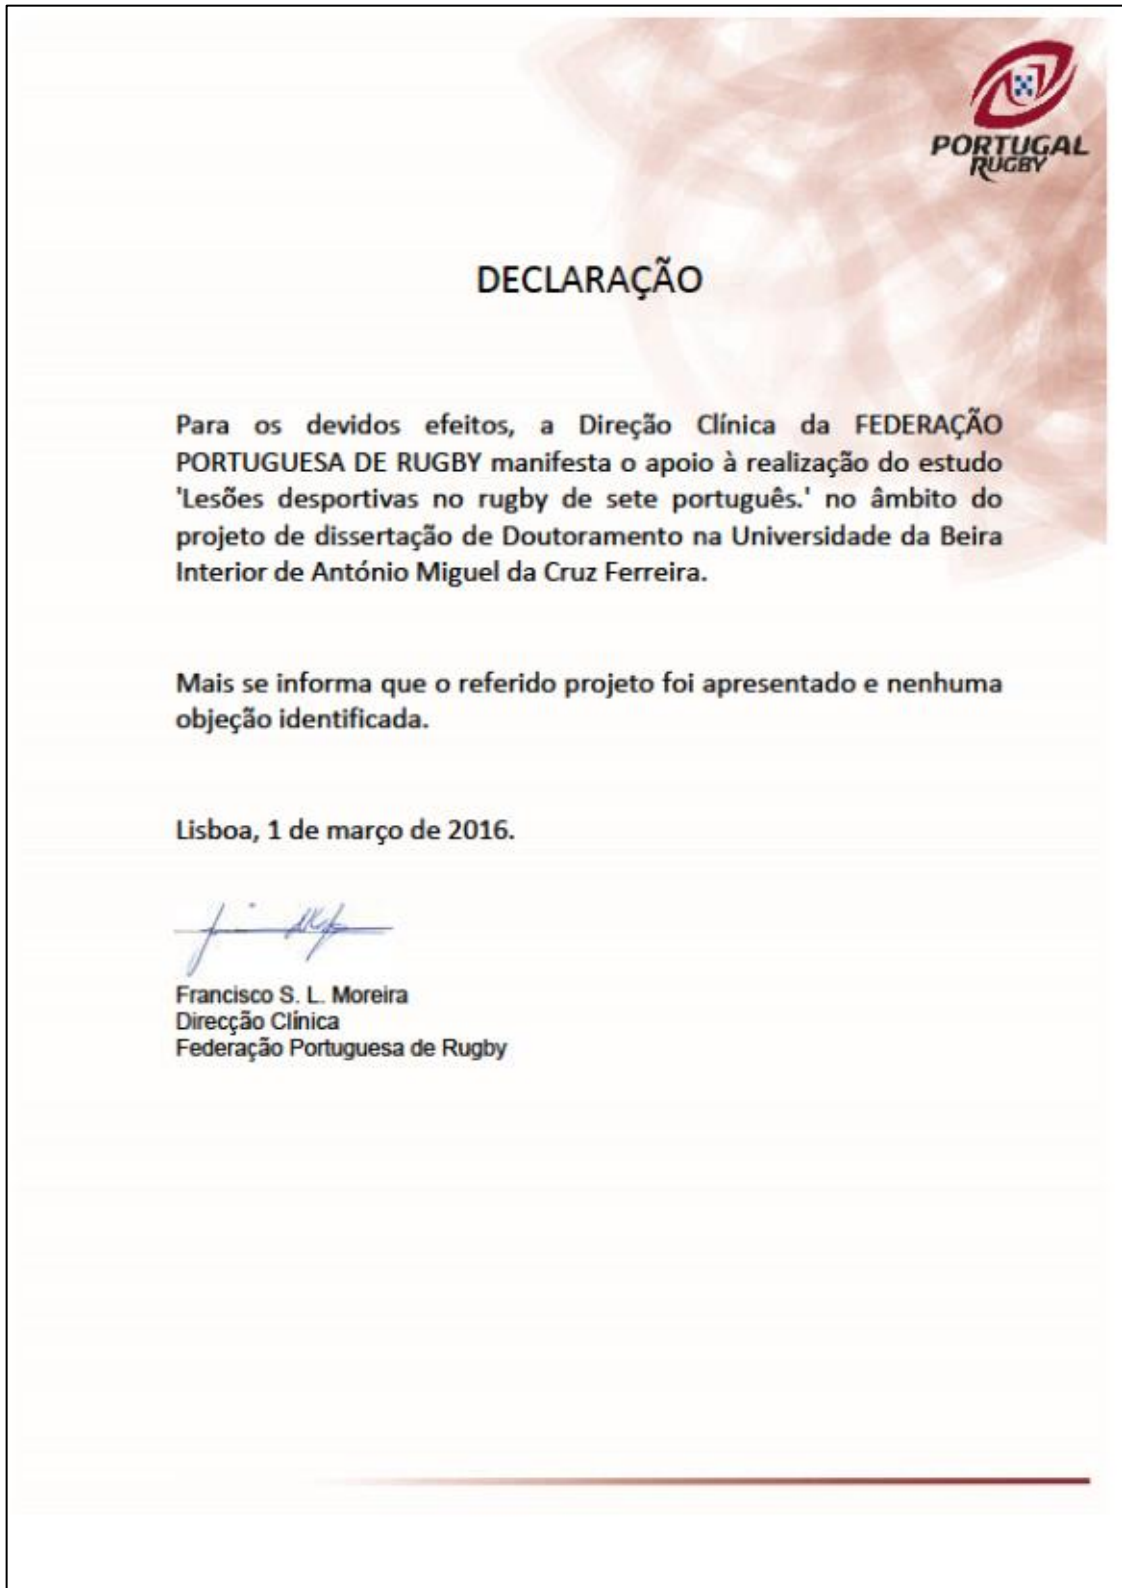 PORTUGAL
RUGBY
DECLARAÇÃO
Para os devidos efeitos, a Direção Clínica da FEDERAÇÃO
PORTUGUESA DE RUGBY manifesta o apoio à realização do estudo
'Lesões desportivas no rugby de sete português.' no âmbito do
projeto de dissertação de Doutoramento na Universidade da Beira
Interior de António Miguel da Cruz Ferreira.
Mais se informa que o referido projeto foi apresentado e nenhuma
objeção identificada.
Lisboa, 1 de março de 2016.
Francisco S. L. Moreira
Direcção Clínica
Federação Portuguesa de Rugby